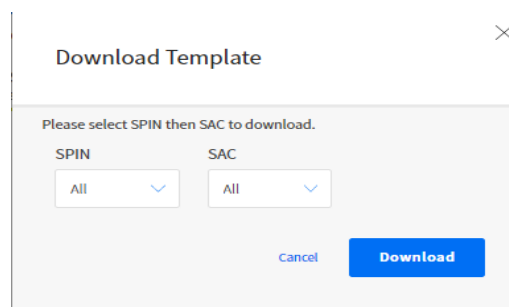 Download Template
Please select SPIN then SAC to download.
SPIN SAC
All All
Cancel Download